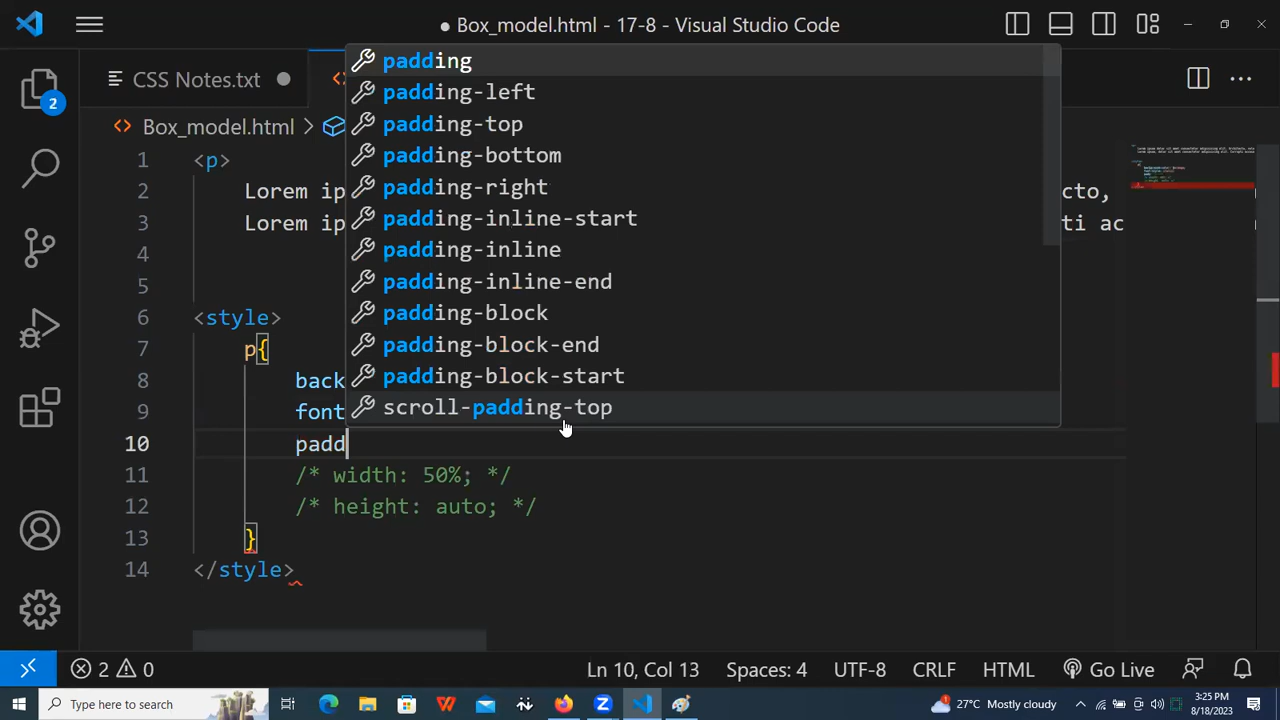 ● Box_model.html - 17-8 - Visual Studio Code
CSS Notes.txt ●
2
Box_model.html >
padding
padding-left
padding-top
padding-bottom
padding-right
padding-inline-start
padding-inline
padding-inline-end
padding-block
padding-block-end
padding-block-start
scroll-padding-top
1 <p>
2 Lorem ip cto,
3 Lorem ip ti ac
4
5
6 <style>
7 p{
8 back
9 font
10 padd
11 /* width: 50%; */
12 /* height: auto; */
13 }
14 </style>
2 0 Ln 10, Col 13 Spaces: 4 UTF-8 CRLF HTML Go Live
Type here to search 27°C Mostly cloudy 3:25 PM
8/18/2023